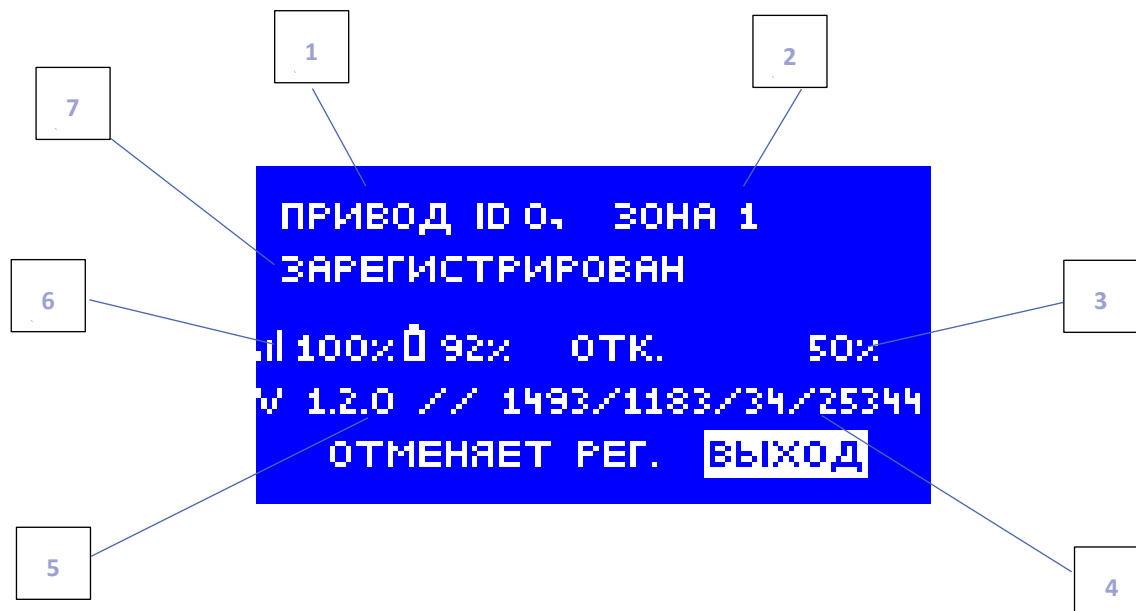 1
2
7
ПРИВОД ID 0, ЗОНА 1
ЗАРЕГИСТРИРОВАН
6
3
100% 92% ОТК. 50%
V 1.2.0 // 1493/1183/34/25344
ОТМЕНЯЕТ РЕГ. ВЫХОД
5
4